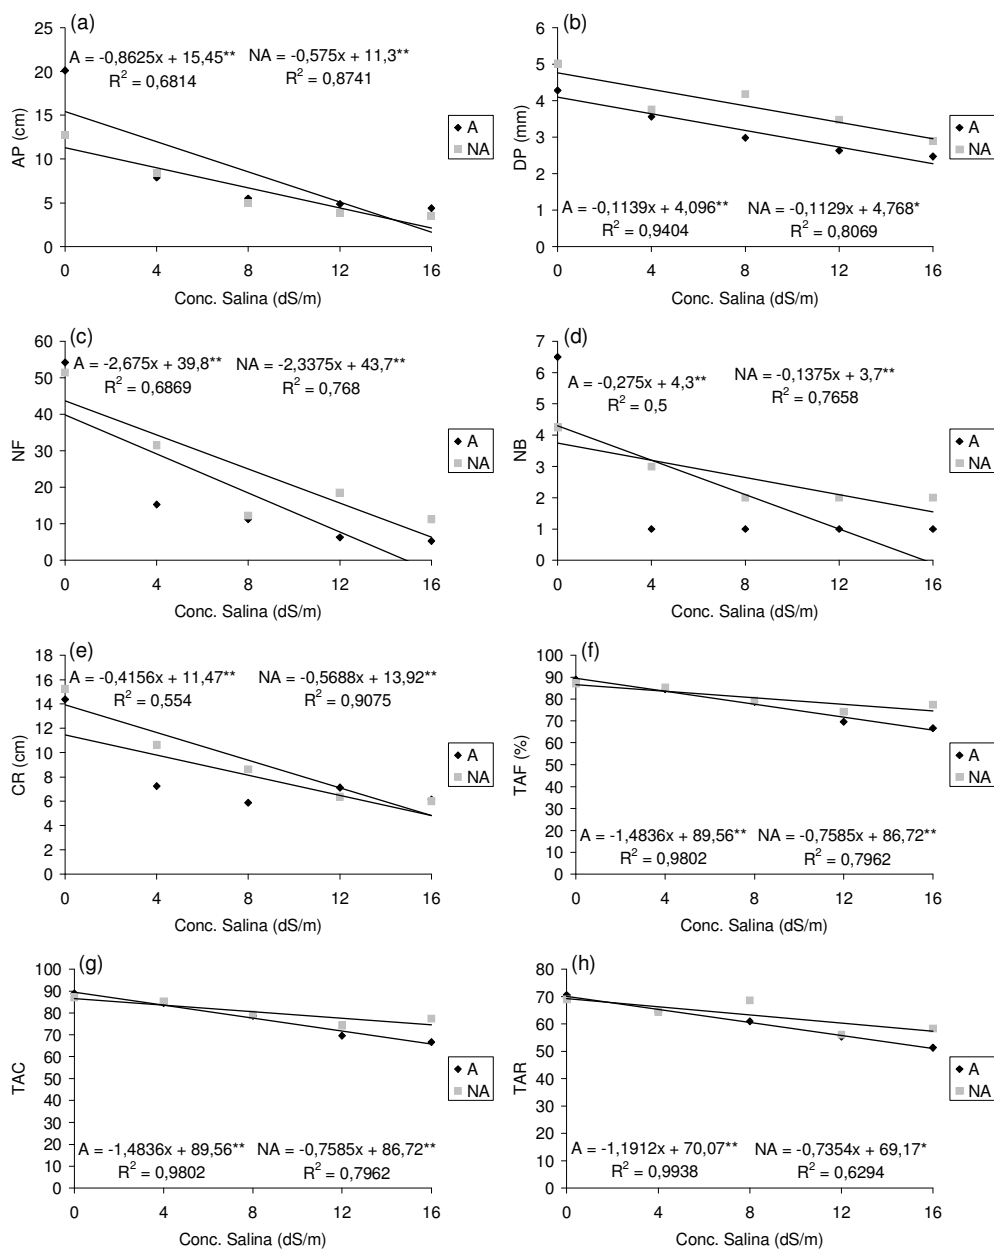 (a)
A = -0,8625x + 15,45** NA = -0,575x + 11,3**
R² = 0,6814 R² = 0,8741
25
20
15
10
5
0
AP (cm)
0 4 8 12 16
Conc. Salina (dS/m)
A
NA
(b)
6
5
4
3
2
1
0
DP (mm)
A = -0,1139x + 4,096** NA = -0,1129x + 4,768*
R² = 0,9404 R² = 0,8069
0 4 8 12 16
Conc. Salina (dS/m)
A
NA
(c)
A = -2,675x + 39,8** NA = -2,3375x + 43,7**
R² = 0,6869 R² = 0,768
60
50
40
30
20
10
0
NF
0 4 8 12 16
Conc. Salina (dS/m)
A
NA
(d)
A = -0,275x + 4,3** NA = -0,1375x + 3,7**
R² = 0,5 R² = 0,7658
7
6
5
4
3
2
1
0
NB
0 4 8 12 16
Conc. Salina (dS/m)
A
NA
(e)
A = -0,4156x + 11,47** NA = -0,5688x + 13,92**
R² = 0,554 R² = 0,9075
18
16
14
12
10
8
6
4
2
0
CR (cm)
0 4 8 12 16
Conc. Salina (dS/m)
A
NA
(f)
100
90
80
70
60
50
40
30
20
10
0
TAF (%)
A = -1,4836x + 89,56** NA = -0,7585x + 86,72**
R² = 0,9802 R² = 0,7962
0 4 8 12 16
Conc. Salina (dS/m)
A
NA
(g)
100
90
80
70
60
50
40
30
20
10
0
TAC
A = -1,4836x + 89,56** NA = -0,7585x + 86,72**
R² = 0,9802 R² = 0,7962
0 4 8 12 16
Conc. Salina (dS/m)
A
NA
(h)
80
70
60
50
40
30
20
10
0
TAR
A = -1,1912x + 70,07** NA = -0,7354x + 69,17*
R² = 0,9938 R² = 0,6294
0 4 8 12 16
Conc. Salina (dS/m)
A
NA